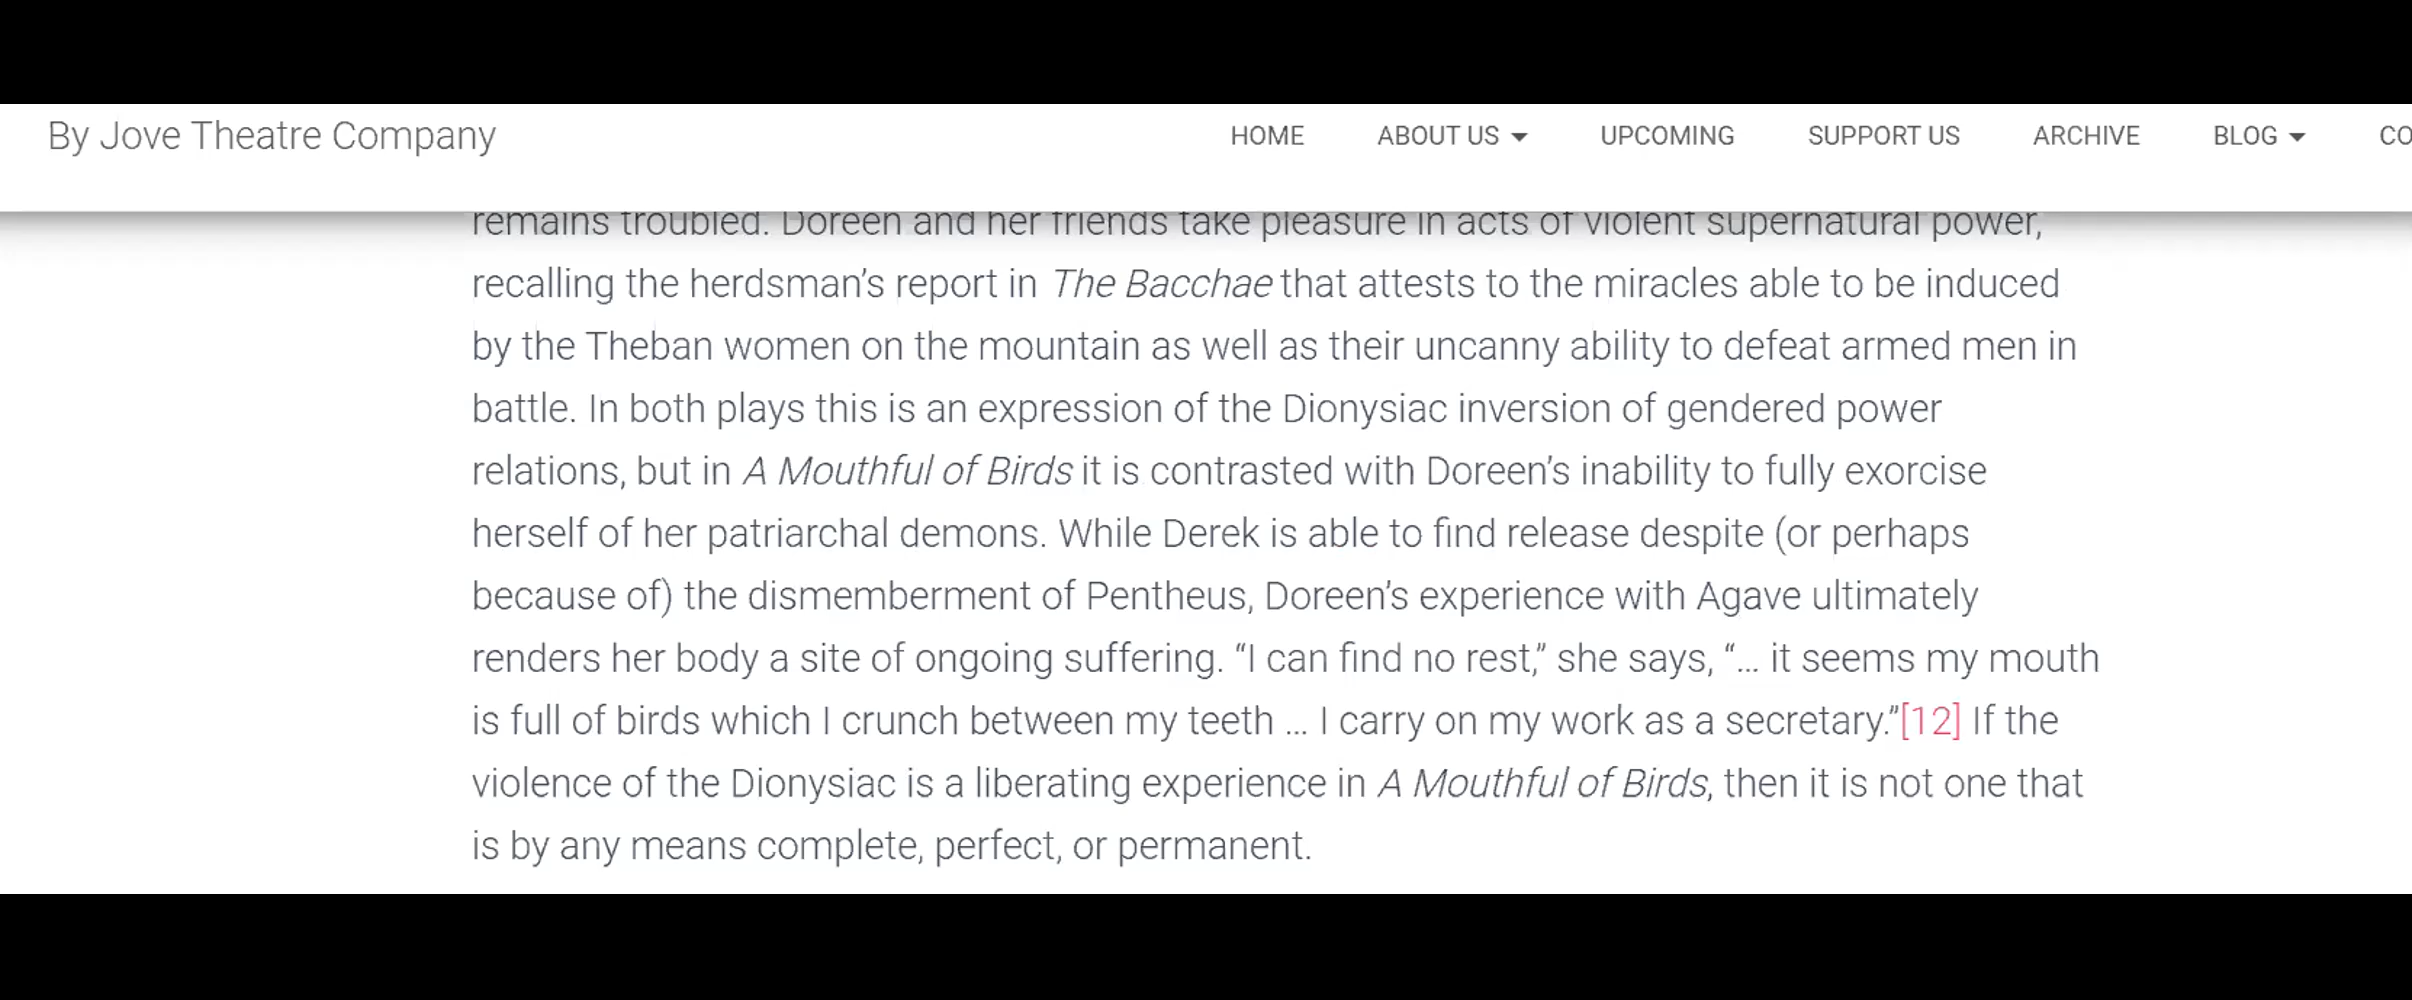 By Jove Theatre Company
HOME ABOUT US UPCOMING SUPPORT US ARCHIVE BLOG CO
remains troubled. Doreen and her friends take pleasure in acts of violent supernatural power,
recalling the herdsman’s report in The Bacchae that attests to the miracles able to be induced
by the Theban women on the mountain as well as their uncanny ability to defeat armed men in
battle. In both plays this is an expression of the Dionysiac inversion of gendered power
relations, but in A Mouthful of Birds it is contrasted with Doreen’s inability to fully exorcise
herself of her patriarchal demons. While Derek is able to find release despite (or perhaps
because of) the dismemberment of Pentheus, Doreen’s experience with Agave ultimately
renders her body a site of ongoing suffering. “I can find no rest,” she says, “… it seems my mouth
is full of birds which I crunch between my teeth … I carry on my work as a secretary.”[12] If the
violence of the Dionysiac is a liberating experience in A Mouthful of Birds, then it is not one that
is by any means complete, perfect, or permanent.